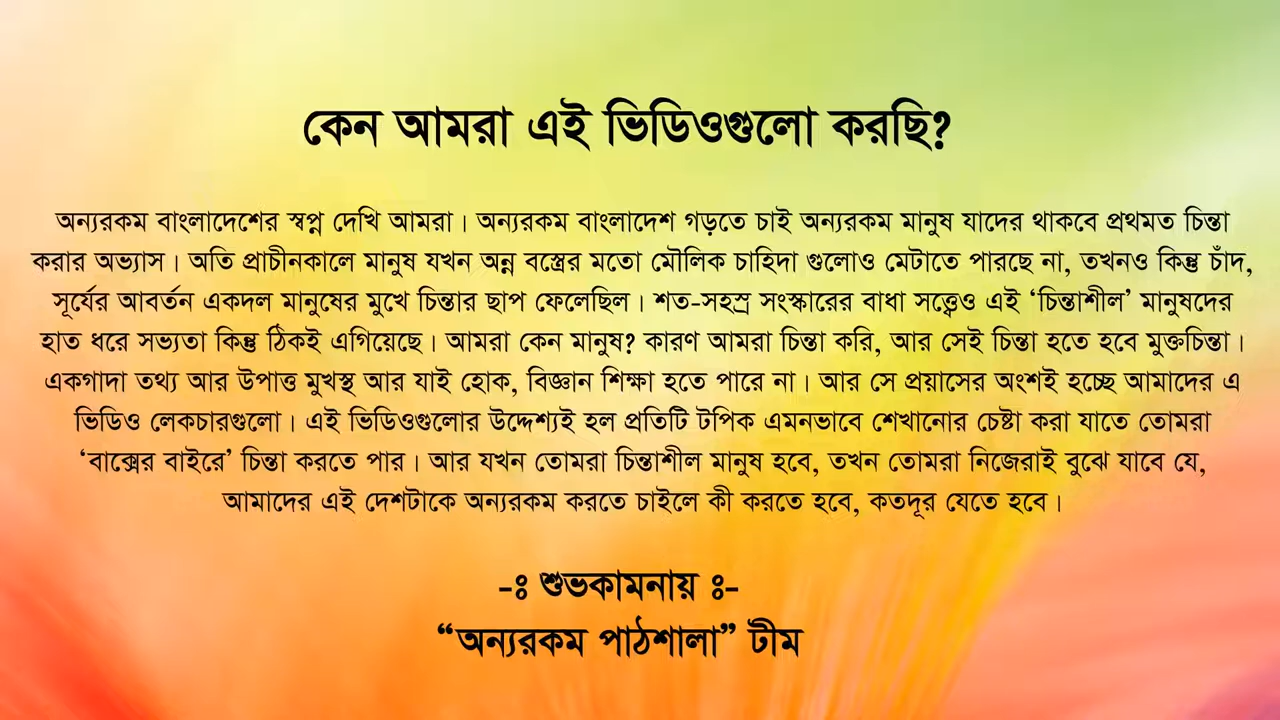 কেন আমরা এই ভিডিওগুলো করছি?
অন্যরকম বাংলাদেশের স্বপ্ন দেখি আমরা। অন্যরকম বাংলাদেশ গড়তে চাই অন্যরকম মানুষ যাদের থাকবে প্রথমত চিন্তা
করার অভ্যাস। অতি প্রাচীনকালে মানুষ যখন অন্ন বস্ত্রের মতো মৌলিক চাহিদা গুলোও মেটাতে পারছে না, তখনও কিন্তু চাঁদ,
সূর্যের আবর্তন একদল মানুষের মুখে চিন্তার ছাপ ফেলেছিল। শত-সহস্র সংস্কারের বাধা সত্ত্বেও এই ‘চিন্তাশীল’ মানুষদের
হাত ধরে সভ্যতা কিন্তু ঠিকই এগিয়েছে। আমরা কেন মানুষ? কারণ আমরা চিন্তা করি, আর সেই চিন্তা হতে হবে মুক্তচিন্তা।
একগাদা তথ্য আর উপাত্ত মুখস্থ আর যাই হোক, বিজ্ঞান শিক্ষা হতে পারে না। আর সে প্রয়াসের অংশই হচ্ছে আমাদের এ
ভিডিও লেকচারগুলো। এই ভিডিওগুলোর উদ্দেশ্যই হল প্রতিটি টপিক এমনভাবে শেখানোর চেষ্টা করা যাতে তোমরা
‘বাক্সের বাইরে’ চিন্তা করতে পার। আর যখন তোমরা চিন্তাশীল মানুষ হবে, তখন তোমরা নিজেরাই বুঝে যাবে যে,
আমাদের এই দেশটাকে অন্যরকম করতে চাইলে কী করতে হবে, কতদূর যেতে হবে।
-ঃ শুভকামনায় ঃ-
“অন্যরকম পাঠশালা” টীম